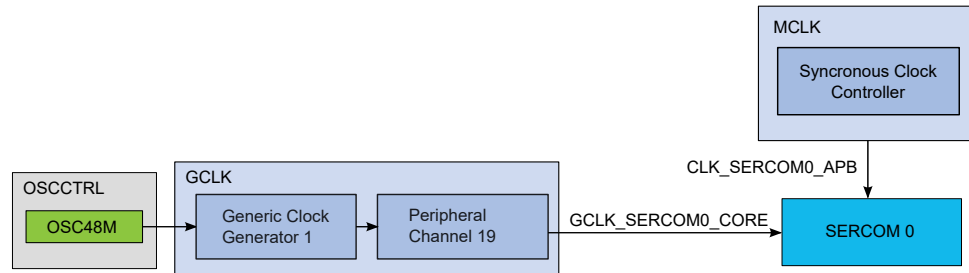 MCLK
Syncronous Clock
Controller
CLK_SERCOM0_APB
OSCCTRL
OSC48M
GCLK
Generic Clock
Generator 1
Peripheral
Channel 19
GCLK_SERCOM0_CORE
SERCOM 0